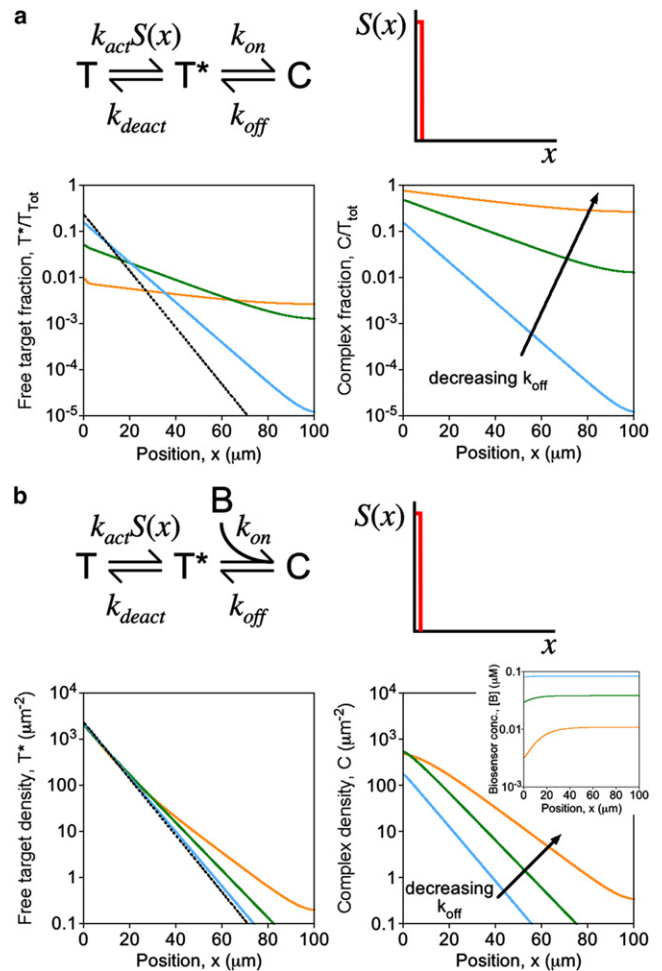 a
k_act S(x) k_on
T ⇌ T* ⇌ C
k_deact k_off
S(x)
x
Free target fraction, T*/T_Tot
1
0.1
0.01
10^-3
10^-4
10^-5
0 20 40 60 80 100
Position, x (μm)
Complex fraction, C/T_tot
1
0.1
0.01
10^-3
10^-4
10^-5
decreasing k_off
0 20 40 60 80 100
Position, x (μm)
b
B
k_act S(x) k_on
T ⇌ T* ⇌ C
k_deact k_off
S(x)
x
Free target density, T* (μm^-2)
10^4
10^3
100
10
1
0.1
0 20 40 60 80 100
Position, x (μm)
Complex density, C (μm^-2)
10^4
10^3
100
10
1
0.1
decreasing
k_off
0 20 40 60 80 100
Position, x (μm)
Biosensor conc., [B] (μM)
0.1
0.01
10^-3
0 20 40 60 80 100
Position, x (μm)